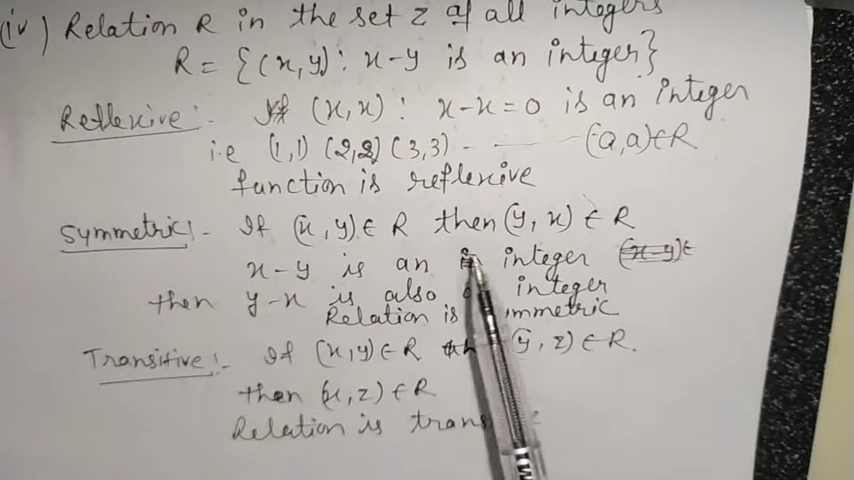 (iv) Relation R in the set Z of all integers
R = {(x,y): x-y is an integer}
Reflexive:- (x,x): x-x=0 is an integer
i.e (1,1) (2,2) (3,3) - - - - (a,a)∈R
function is reflexive
Symmetric:- If (x,y)∈R then (y,x)∈R
x-y is an integer (x-y)∈
then y-x is also integer
Relation is mmetric
Transitive:- If (x,y)∈R (y,z)∈R.
then (x,z)∈R
Relation is trans